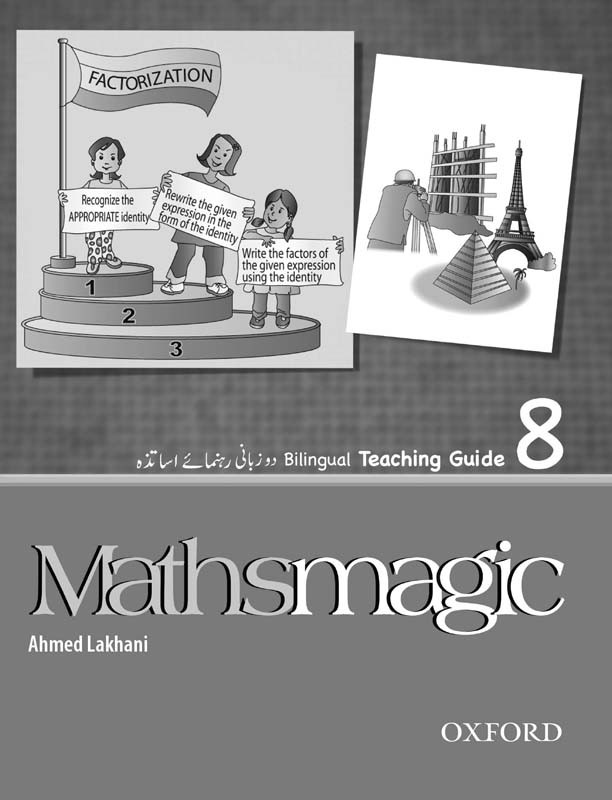 FACTORIZATION
Recognize the
APPROPRIATE identity
Rewrite the given
expression in the
form of the identity
Write the factors of
the given expression
using the identity
1
2
3
دو زبانی رہنمائے اساتذہ Bilingual Teaching Guide 8
Mathsmagic
Ahmed Lakhani
OXFORD